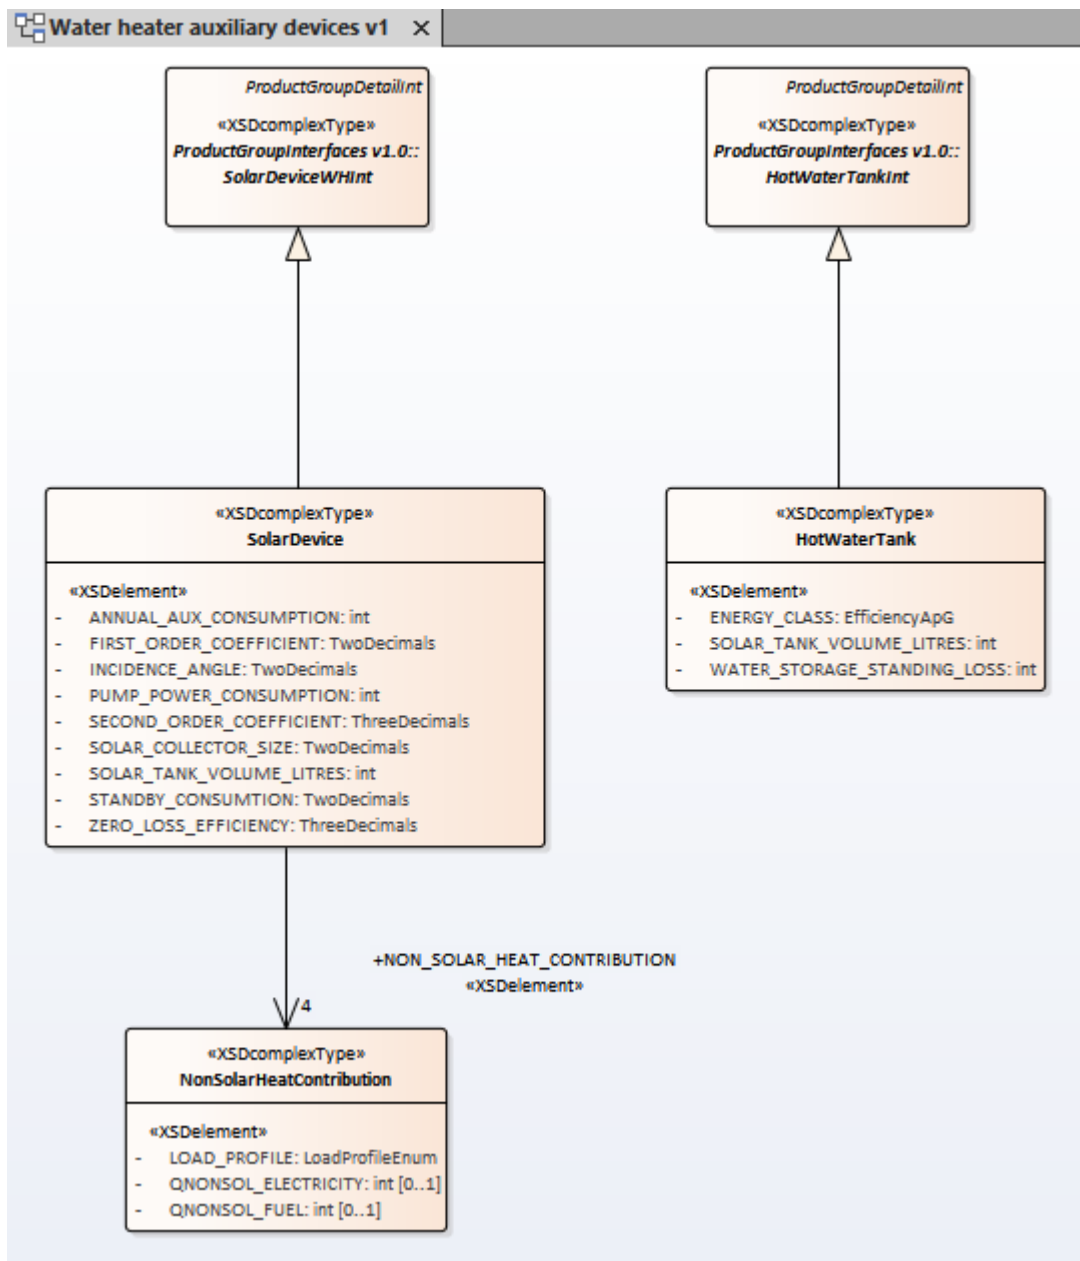 Water heater auxiliary devices v1
ProductGroupDetailInt
«XSDcomplexType»
ProductGroupInterfaces v1.0::
SolarDeviceWHInt
ProductGroupDetailInt
«XSDcomplexType»
ProductGroupInterfaces v1.0::
HotWaterTankInt
«XSDcomplexType»
SolarDevice
«XSDelement»
- ANNUAL_AUX_CONSUMPTION: int
- FIRST_ORDER_COEFFICIENT: TwoDecimals
- INCIDENCE_ANGLE: TwoDecimals
- PUMP_POWER_CONSUMPTION: int
- SECOND_ORDER_COEFFICIENT: ThreeDecimals
- SOLAR_COLLECTOR_SIZE: TwoDecimals
- SOLAR_TANK_VOLUME_LITRES: int
- STANDBY_CONSUMTION: TwoDecimals
- ZERO_LOSS_EFFICIENCY: ThreeDecimals
«XSDcomplexType»
HotWaterTank
«XSDelement»
- ENERGY_CLASS: EfficiencyApG
- SOLAR_TANK_VOLUME_LITRES: int
- WATER_STORAGE_STANDING_LOSS: int
+NON_SOLAR_HEAT_CONTRIBUTION
«XSDelement»
4
«XSDcomplexType»
NonSolarHeatContribution
«XSDelement»
- LOAD_PROFILE: LoadProfileEnum
- QNONSOL_ELECTRICITY: int [0..1]
- QNONSOL_FUEL: int [0..1]